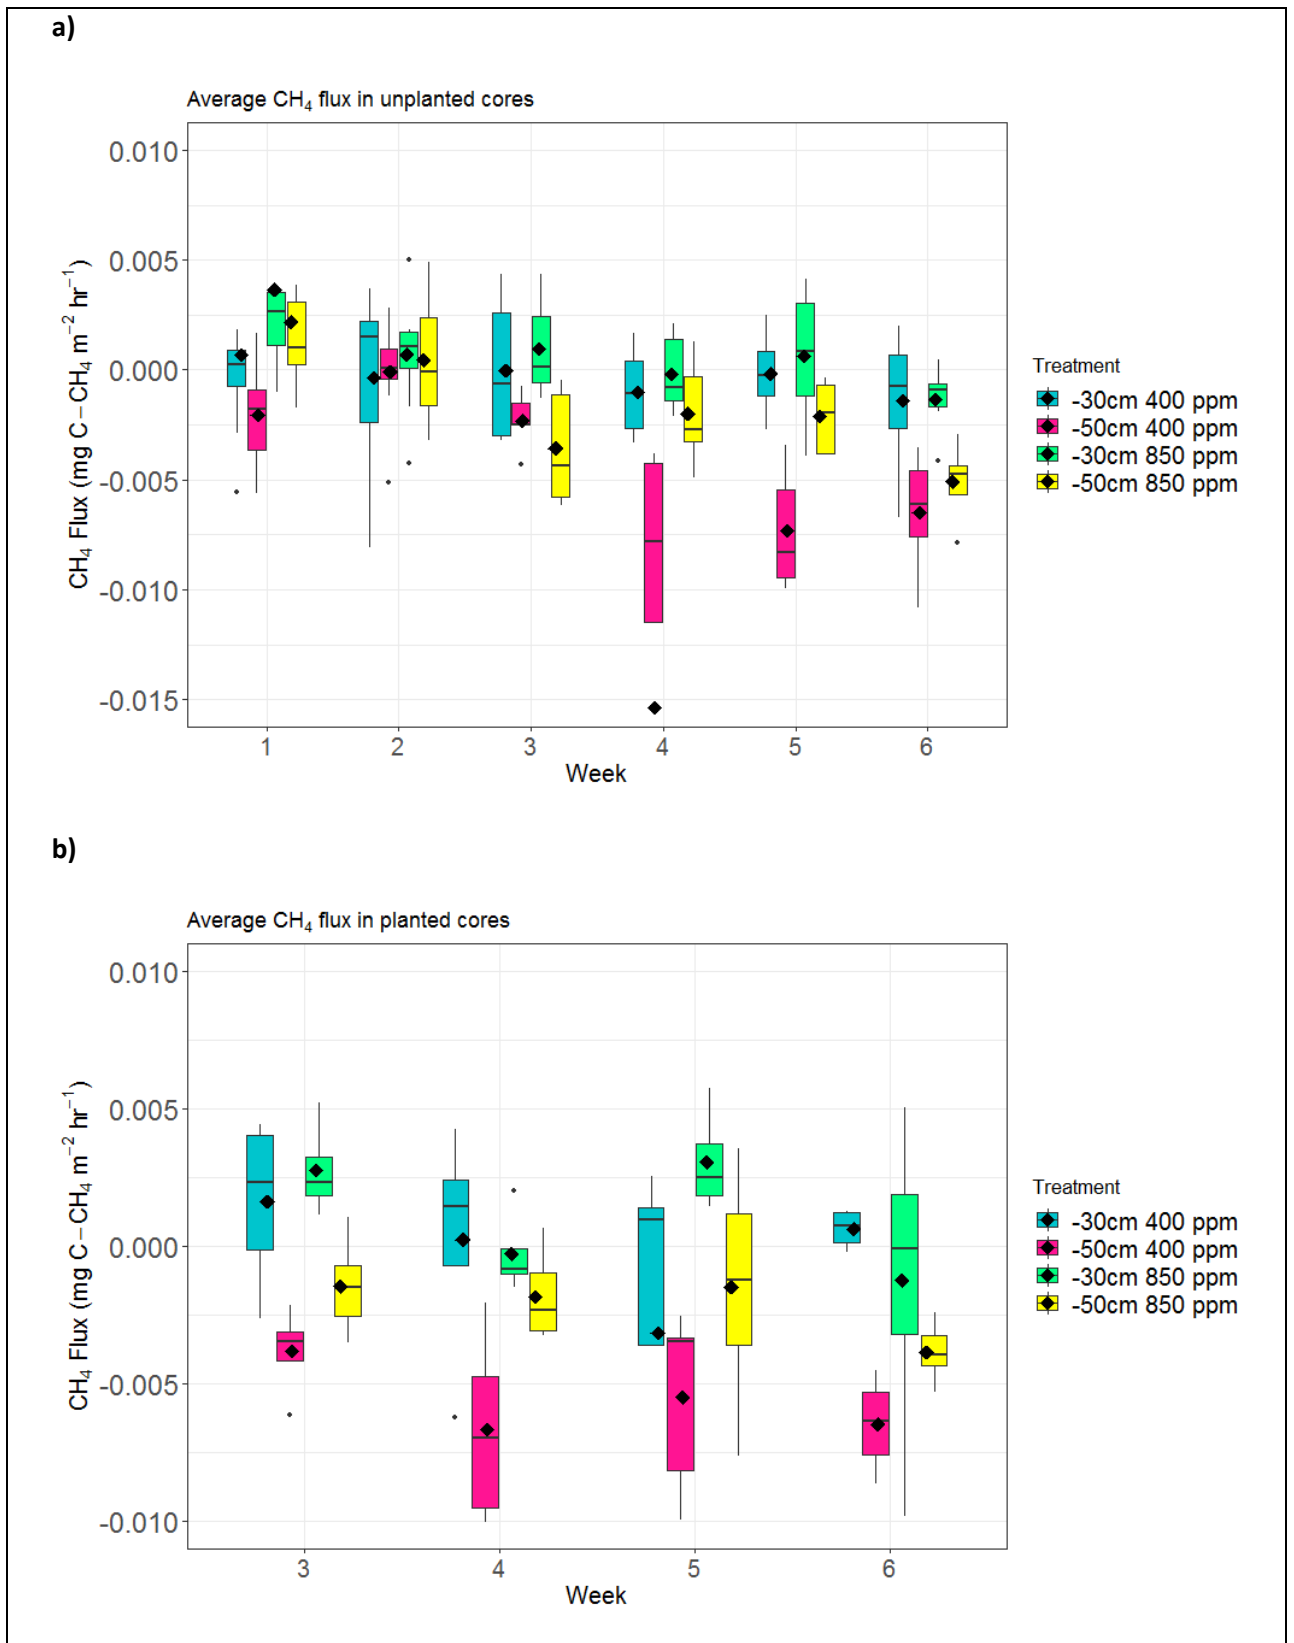 a)
Average CH₄ flux in unplanted cores
CH₄ Flux (mg C−CH₄ m⁻² hr⁻¹)
0.010
0.005
0.000
-0.005
-0.010
-0.015
1 2 3 4 5 6
Week
Treatment
-30cm 400 ppm
-50cm 400 ppm
-30cm 850 ppm
-50cm 850 ppm
b)
Average CH₄ flux in planted cores
CH₄ Flux (mg C−CH₄ m⁻² hr⁻¹)
0.010
0.005
0.000
-0.005
-0.010
3 4 5 6
Week
Treatment
-30cm 400 ppm
-50cm 400 ppm
-30cm 850 ppm
-50cm 850 ppm